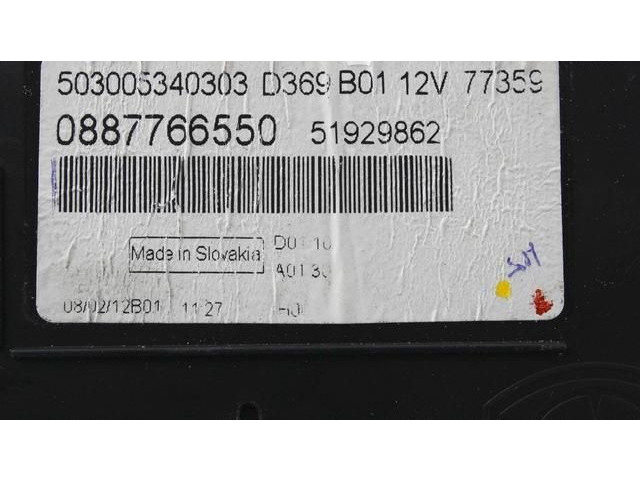 503005340303 D369 B01 12V 77359
0887766550 51929862
Made in Slovakia
08/02/12B01 11:27